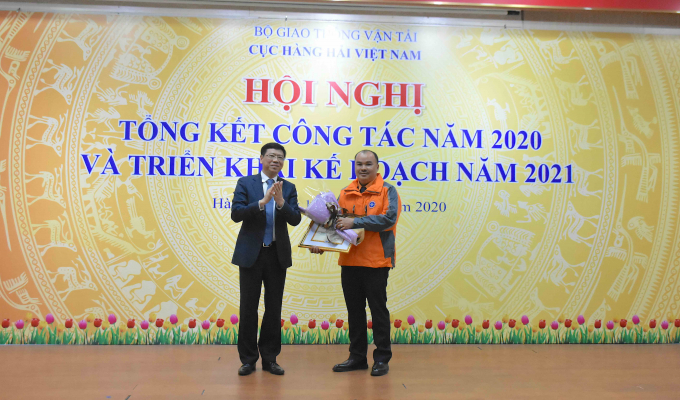 BỘ GIAO THÔNG VẬN TẢI
CỤC HÀNG HẢI VIỆT NAM
HỘI NGHỊ
TỔNG KẾT CÔNG TÁC NĂM 2020
VÀ TRIỂN KHAI KẾ HOẠCH NĂM 2021
Hà 2020